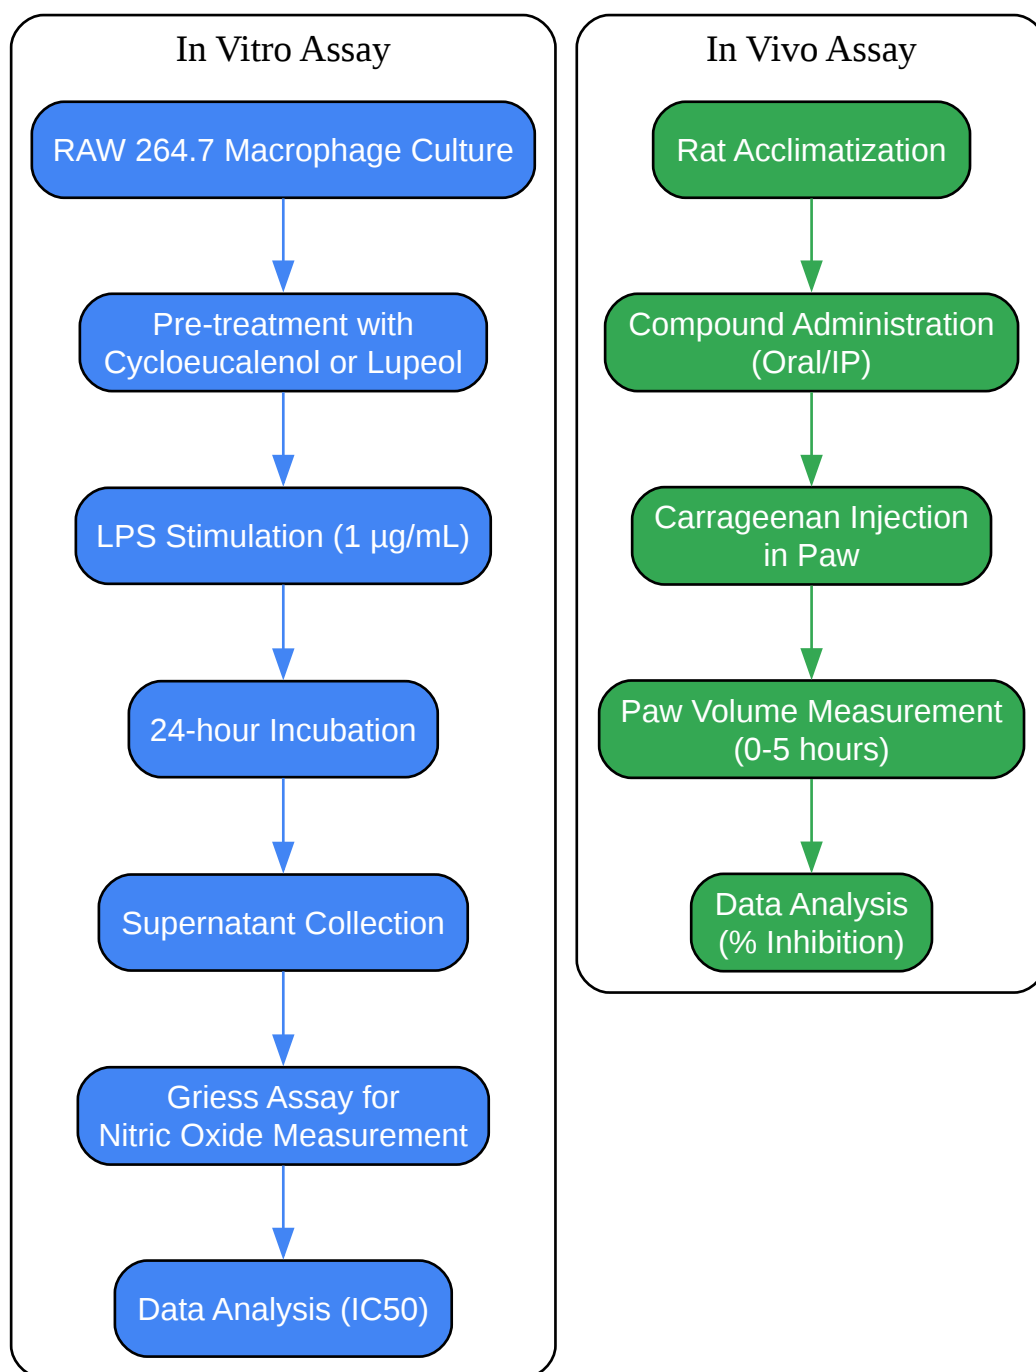 In Vitro Assay
RAW 264.7 Macrophage Culture
Pre-treatment with
Cycloeucalenol or Lupeol
LPS Stimulation (1 µg/mL)
24-hour Incubation
Supernatant Collection
Griess Assay for
Nitric Oxide Measurement
Data Analysis (IC50)
In Vivo Assay
Rat Acclimatization
Compound Administration
(Oral/IP)
Carrageenan Injection
in Paw
Paw Volume Measurement
(0-5 hours)
Data Analysis
(% Inhibition)